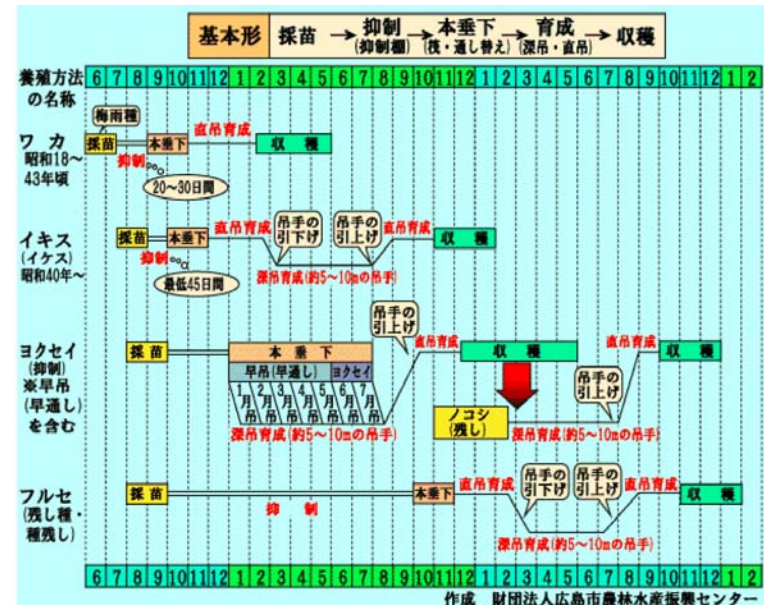 基本形 採苗 → 抑制 → 本垂下 → 育成 → 収穫
(抑制棚) (筏・通し替え) (深吊・直吊)
養殖方法の名称
6 7 8 9 10 11 12 1 2 3 4 5 6 7 8 9 10 11 12 1 2 3 4 5 6 7 8 9 10 11 12 1 2
梅雨種
ワカ
昭和18〜
43年頃
採苗
抑制
本垂下
20〜30日間
直吊育成
収穫
イキス
(イケス)
昭和40年〜
採苗
抑制
本垂下
最低45日間
直吊育成
吊手の
引下げ
吊手の
引上げ
直吊育成
収穫
深吊育成(約5〜10mの吊手)
ヨクセイ
(抑制)
※早吊
(早通し)
を含む
採苗
本垂下
早吊(早通し) ヨクセイ
1月吊 2月吊 3月吊 4月吊 5月吊 6月吊 7月吊
深吊育成(約5〜10mの吊手)
吊手の
引上げ
直吊育成
収穫
ノコシ
(残し)
深吊育成(約5〜10mの吊手)
吊手の
引上げ
直吊育成
収穫
フルセ
(残し種・
種残し)
採苗
抑制
本垂下
直吊育成
吊手の
引下げ
吊手の
引上げ
直吊育成
収穫
深吊育成(約5〜10mの吊手)
6 7 8 9 10 11 12 1 2 3 4 5 6 7 8 9 10 11 12 1 2 3 4 5 6 7 8 9 10 11 12 1 2
作成 財団法人広島市農林水産振興センター